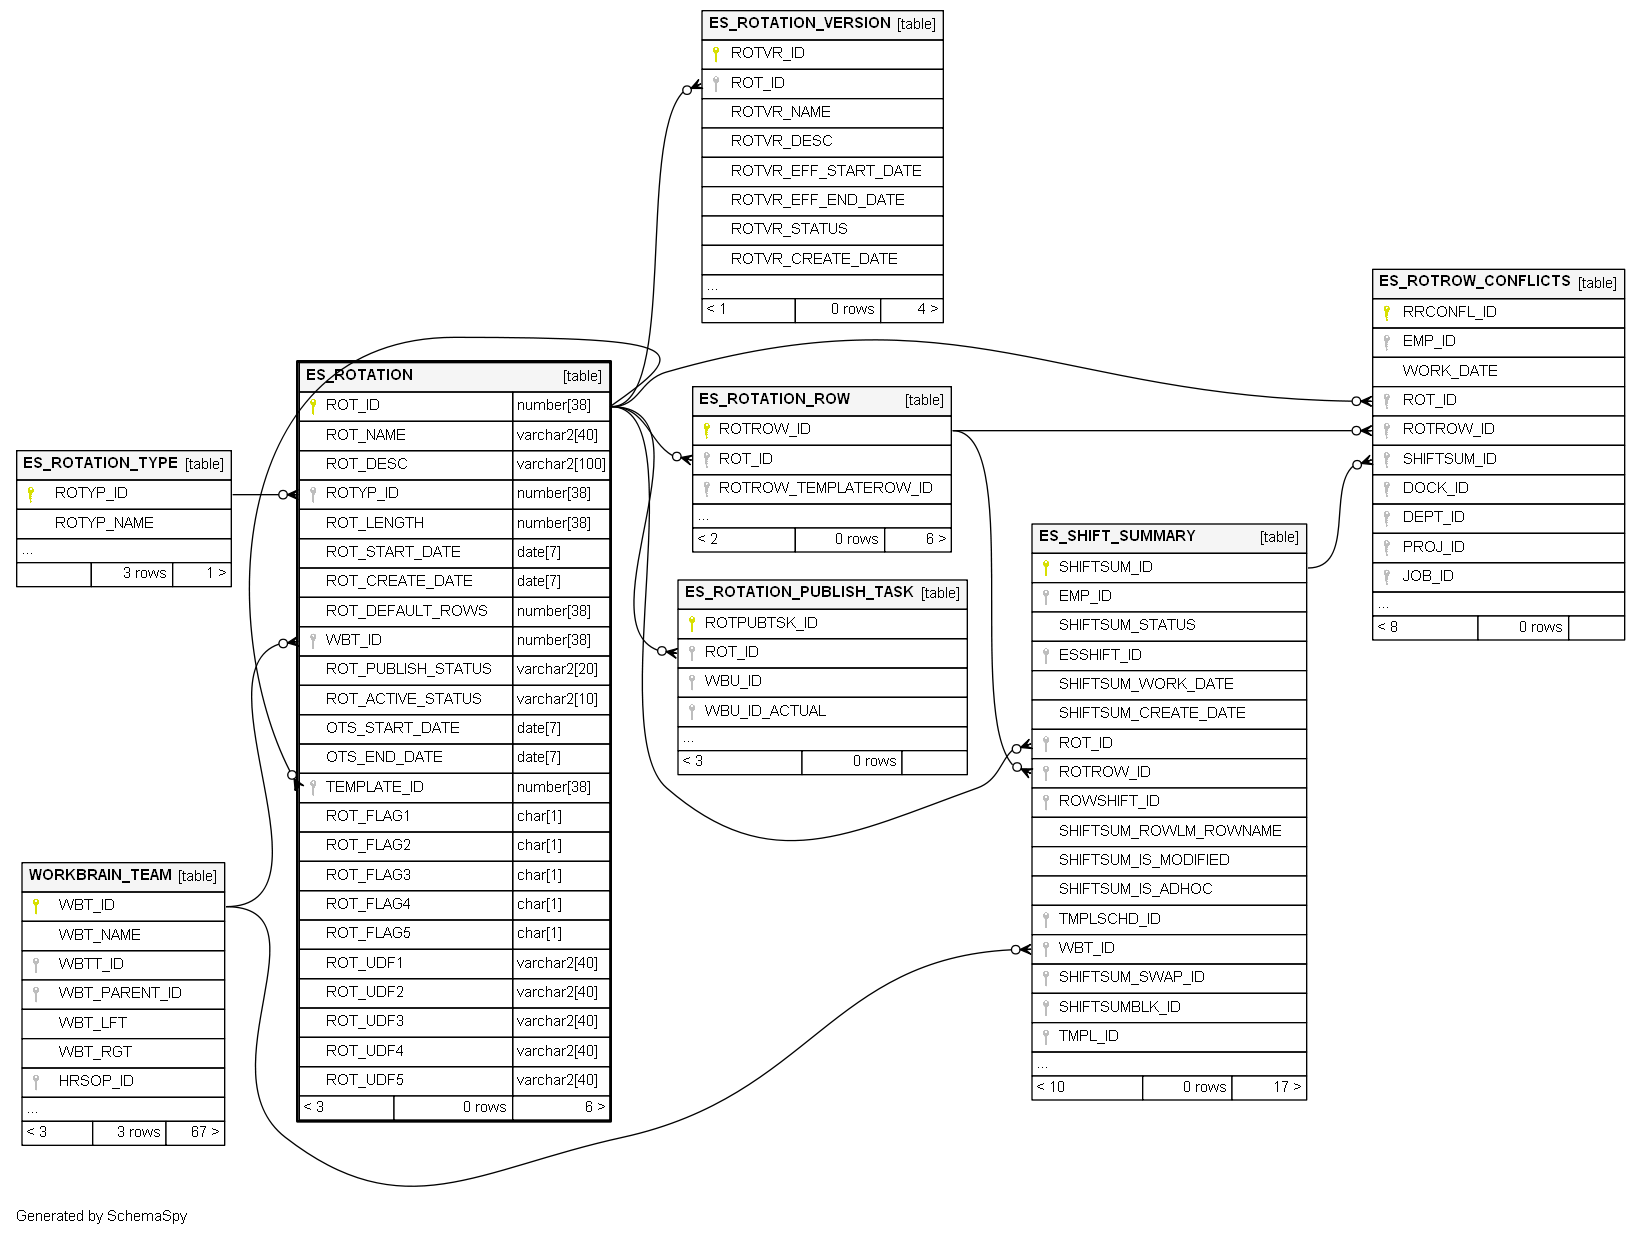 ES_ROTATION_VERSION [table]
ROTVR_ID
ROT_ID
ROTVR_NAME
ROTVR_DESC
ROTVR_EFF_START_DATE
ROTVR_EFF_END_DATE
ROTVR_STATUS
ROTVR_CREATE_DATE
...
< 1 0 rows 4 >
ES_ROTROW_CONFLICTS [table]
RRCONFL_ID
EMP_ID
WORK_DATE
ROT_ID
ROTROW_ID
SHIFTSUM_ID
DOCK_ID
DEPT_ID
PROJ_ID
JOB_ID
...
< 8 0 rows
ES_ROTATION [table]
ROT_ID number[38]
ROT_NAME varchar2[40]
ROT_DESC varchar2[100]
ROTYP_ID number[38]
ROT_LENGTH number[38]
ROT_START_DATE date[7]
ROT_CREATE_DATE date[7]
ROT_DEFAULT_ROWS number[38]
WBT_ID number[38]
ROT_PUBLISH_STATUS varchar2[20]
ROT_ACTIVE_STATUS varchar2[10]
OTS_START_DATE date[7]
OTS_END_DATE date[7]
TEMPLATE_ID number[38]
ROT_FLAG1 char[1]
ROT_FLAG2 char[1]
ROT_FLAG3 char[1]
ROT_FLAG4 char[1]
ROT_FLAG5 char[1]
ROT_UDF1 varchar2[40]
ROT_UDF2 varchar2[40]
ROT_UDF3 varchar2[40]
ROT_UDF4 varchar2[40]
ROT_UDF5 varchar2[40]
< 3 0 rows 6 >
ES_ROTATION_ROW [table]
ROTROW_ID
ROT_ID
ROTROW_TEMPLATEROW_ID
...
< 2 0 rows 6 >
ES_ROTATION_TYPE [table]
ROTYP_ID
ROTYP_NAME
...
3 rows 1 >
ES_SHIFT_SUMMARY [table]
SHIFTSUM_ID
EMP_ID
SHIFTSUM_STATUS
ESSHIFT_ID
SHIFTSUM_WORK_DATE
SHIFTSUM_CREATE_DATE
ROT_ID
ROTROW_ID
ROWSHIFT_ID
SHIFTSUM_ROWLM_ROWNAME
SHIFTSUM_IS_MODIFIED
SHIFTSUM_IS_ADHOC
TMPLSCHD_ID
WBT_ID
SHIFTSUM_SWAP_ID
SHIFTSUMBLK_ID
TMPL_ID
...
< 10 0 rows 17 >
ES_ROTATION_PUBLISH_TASK [table]
ROTPUBTSK_ID
ROT_ID
WBU_ID
WBU_ID_ACTUAL
...
< 3 0 rows
WORKBRAIN_TEAM [table]
WBT_ID
WBT_NAME
WBTT_ID
WBT_PARENT_ID
WBT_LFT
WBT_RGT
HRSOP_ID
...
< 3 3 rows 67 >
Generated by SchemaSpy